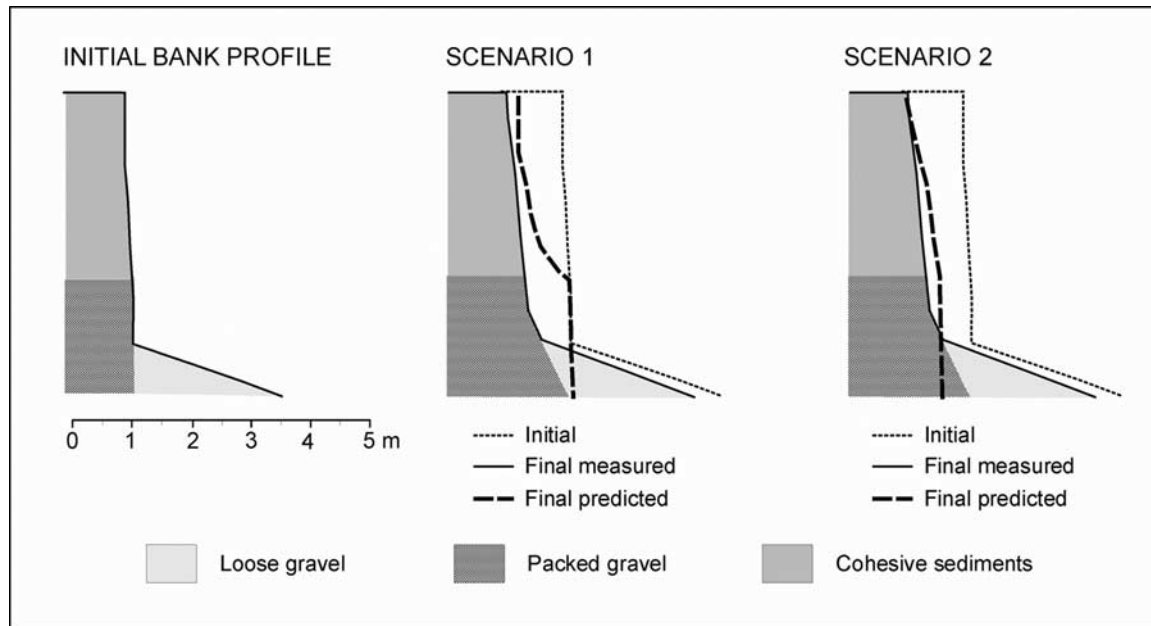 INITIAL BANK PROFILE
SCENARIO 1
SCENARIO 2
0 1 2 3 4 5 m
Initial
Final measured
Final predicted
Initial
Final measured
Final predicted
Loose gravel
Packed gravel
Cohesive sediments